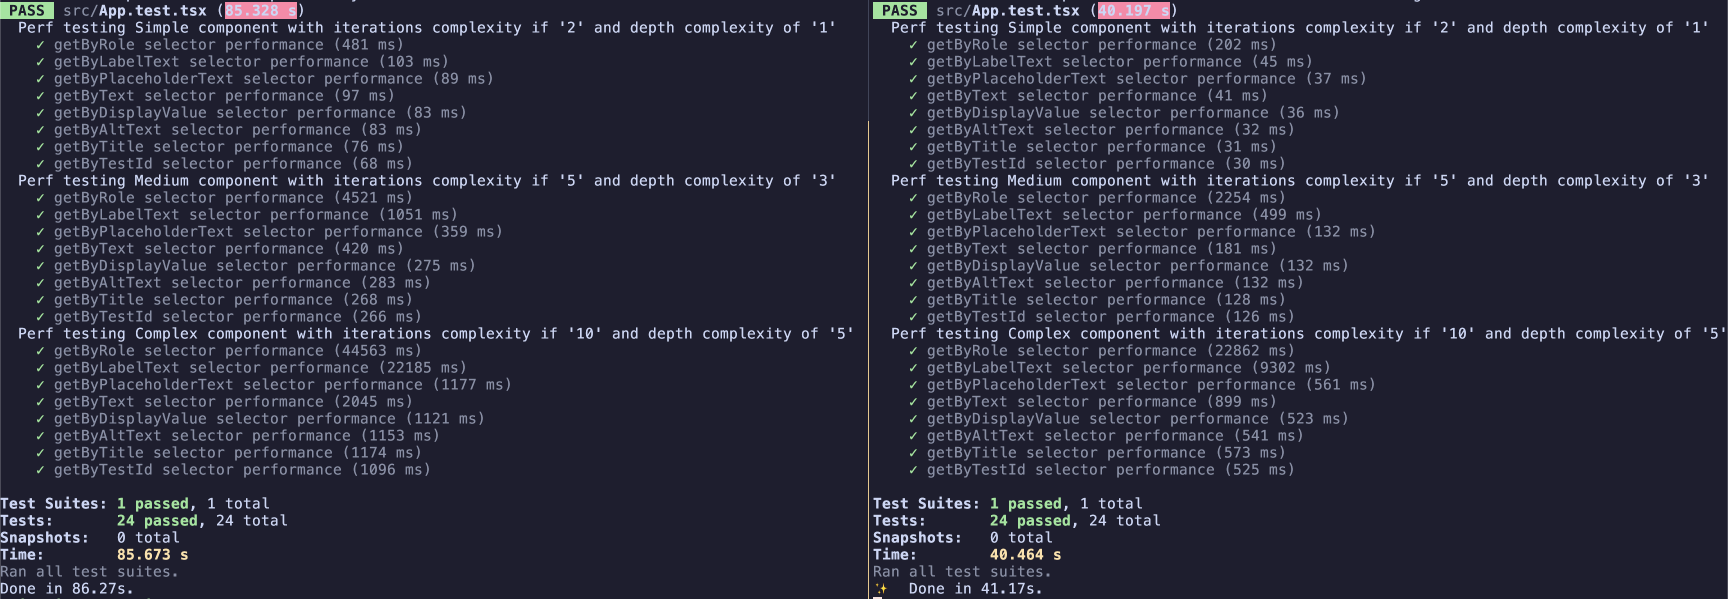 PASS src/App.test.tsx (85.328 s)
Perf testing Simple component with iterations complexity if '2' and depth complexity of '1'
✓ getByRole selector performance (481 ms)
✓ getByLabelText selector performance (103 ms)
✓ getByPlaceholderText selector performance (89 ms)
✓ getByText selector performance (97 ms)
✓ getByDisplayValue selector performance (83 ms)
✓ getByAltText selector performance (83 ms)
✓ getByTitle selector performance (76 ms)
✓ getByTestId selector performance (68 ms)
Perf testing Medium component with iterations complexity if '5' and depth complexity of '3'
✓ getByRole selector performance (4521 ms)
✓ getByLabelText selector performance (1051 ms)
✓ getByPlaceholderText selector performance (359 ms)
✓ getByText selector performance (420 ms)
✓ getByDisplayValue selector performance (275 ms)
✓ getByAltText selector performance (283 ms)
✓ getByTitle selector performance (268 ms)
✓ getByTestId selector performance (266 ms)
Perf testing Complex component with iterations complexity if '10' and depth complexity of '5'
✓ getByRole selector performance (44563 ms)
✓ getByLabelText selector performance (22185 ms)
✓ getByPlaceholderText selector performance (1177 ms)
✓ getByText selector performance (2045 ms)
✓ getByDisplayValue selector performance (1121 ms)
✓ getByAltText selector performance (1153 ms)
✓ getByTitle selector performance (1174 ms)
✓ getByTestId selector performance (1096 ms)
Test Suites: 1 passed, 1 total
Tests: 24 passed, 24 total
Snapshots: 0 total
Time: 85.673 s
Ran all test suites.
Done in 86.27s.
PASS src/App.test.tsx (40.197 s)
Perf testing Simple component with iterations complexity if '2' and depth complexity of '1'
✓ getByRole selector performance (202 ms)
✓ getByLabelText selector performance (45 ms)
✓ getByPlaceholderText selector performance (37 ms)
✓ getByText selector performance (41 ms)
✓ getByDisplayValue selector performance (36 ms)
✓ getByAltText selector performance (32 ms)
✓ getByTitle selector performance (31 ms)
✓ getByTestId selector performance (30 ms)
Perf testing Medium component with iterations complexity if '5' and depth complexity of '3'
✓ getByRole selector performance (2254 ms)
✓ getByLabelText selector performance (499 ms)
✓ getByPlaceholderText selector performance (132 ms)
✓ getByText selector performance (181 ms)
✓ getByDisplayValue selector performance (132 ms)
✓ getByAltText selector performance (132 ms)
✓ getByTitle selector performance (128 ms)
✓ getByTestId selector performance (126 ms)
Perf testing Complex component with iterations complexity if '10' and depth complexity of '5'
✓ getByRole selector performance (22862 ms)
✓ getByLabelText selector performance (9302 ms)
✓ getByPlaceholderText selector performance (561 ms)
✓ getByText selector performance (899 ms)
✓ getByDisplayValue selector performance (523 ms)
✓ getByAltText selector performance (541 ms)
✓ getByTitle selector performance (573 ms)
✓ getByTestId selector performance (525 ms)
Test Suites: 1 passed, 1 total
Tests: 24 passed, 24 total
Snapshots: 0 total
Time: 40.464 s
Ran all test suites.
✨ Done in 41.17s.